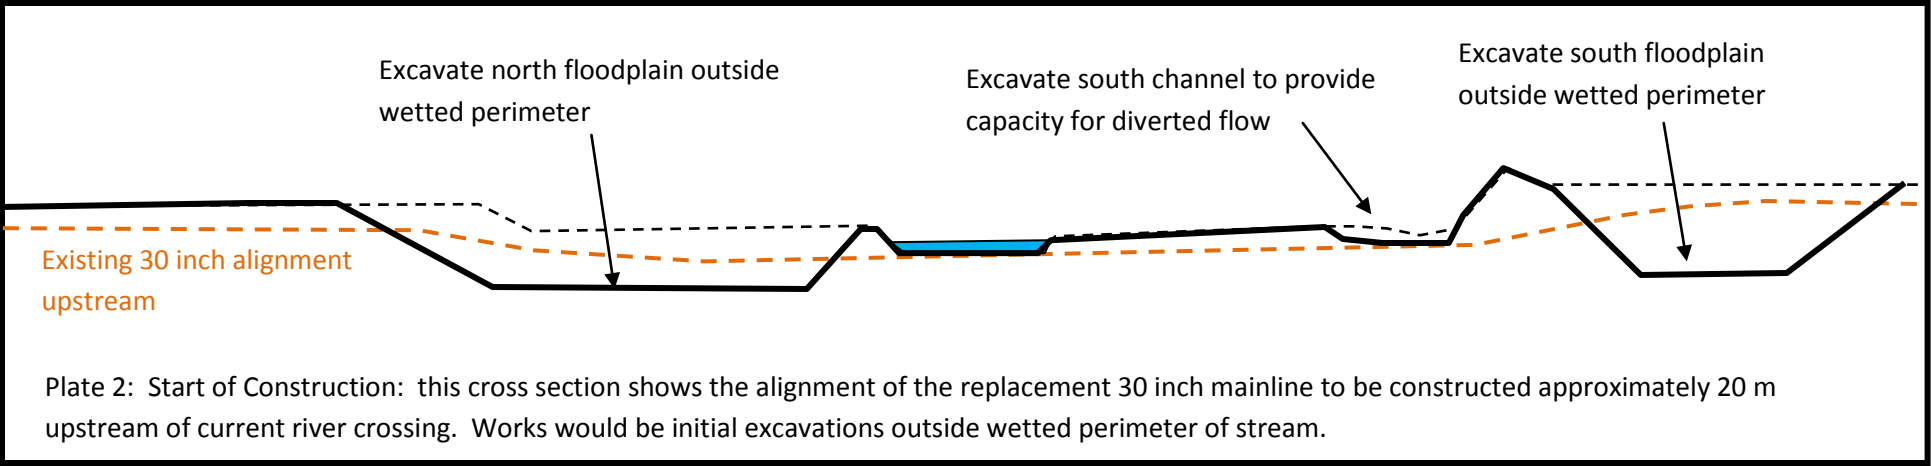 Excavate north floodplain outside
wetted perimeter
Excavate south channel to provide
capacity for diverted flow
Excavate south floodplain
outside wetted perimeter
Existing 30 inch alignment
upstream
Plate 2:  Start of Construction:  this cross section shows the alignment of the replacement 30 inch mainline to be constructed approximately 20 m
upstream of current river crossing.  Works would be initial excavations outside wetted perimeter of stream.